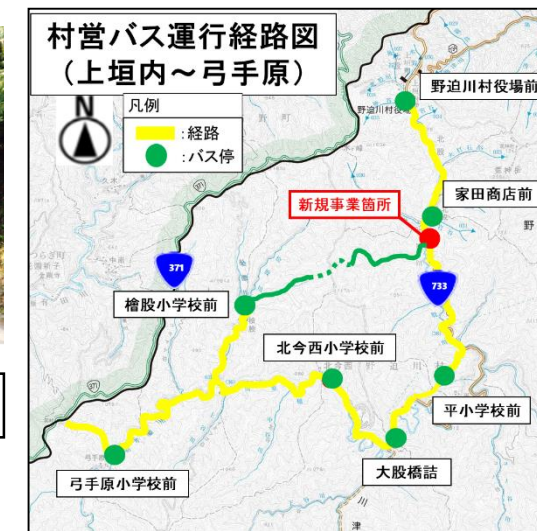 村営バス運行経路図
（上垣内～弓手原）
N
凡例
：経路
：バス停
野迫川村役場前
家田商店前
新規事業箇所
371
733
檜股小学校前
北今西小学校前
平小学校前
大股橋詰
弓手原小学校前